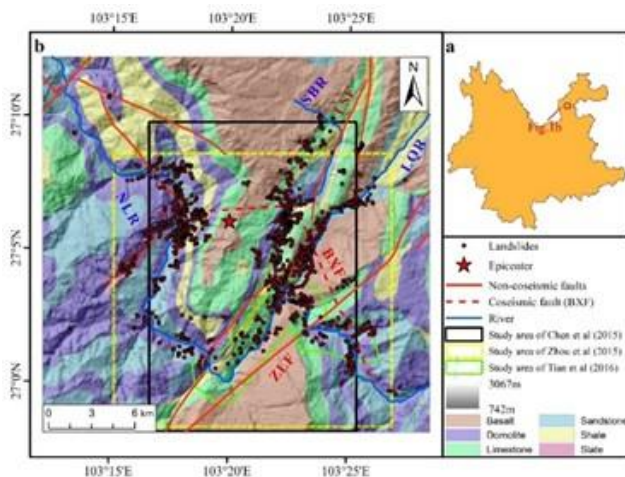 103°15'E 103°20'E 103°25'E
b
N
a
SBR
27°10'N
LQR
Fig.1b
NLR
27°5'N
BXF
ZLF
27°0'N
0 3 6
km
103°15'E 103°20'E 103°25'E
Landslides
Epicenter
Non-coseismic faults
Coseismic fault (BXF)
River
Study area of Chen et al (2015)
Study area of Zhou et al (2015)
Study area of Tian et al (2016)
3067m
742m
Basalt
Sandstone
Domolite
Shale
Limestone
Slate